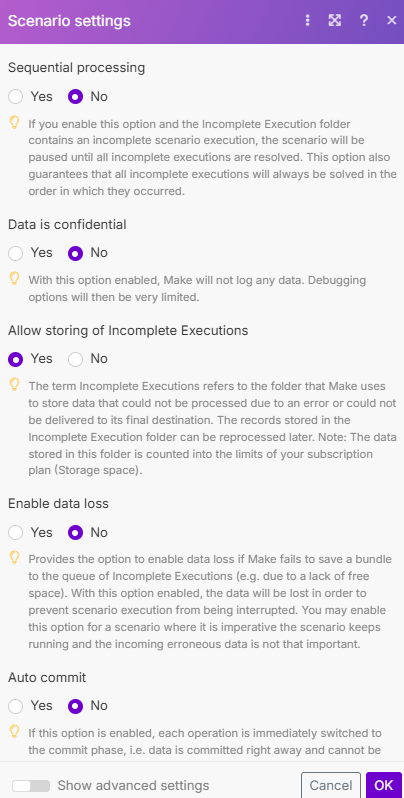 Scenario settings
Sequential processing
Yes No
If you enable this option and the Incomplete Execution folder
contains an incomplete scenario execution, the scenario will be
paused until all incomplete executions are resolved. This option also
guarantees that all incomplete executions will always be solved in the
order in which they occurred.
Data is confidential
Yes No
With this option enabled, Make will not log any data. Debugging
options will then be very limited.
Allow storing of Incomplete Executions
Yes No
The term Incomplete Executions refers to the folder that Make uses
to store data that could not be processed due to an error or could not
be delivered to its final destination. The records stored in the
Incomplete Execution folder can be reprocessed later. Note: The data
stored in this folder is counted into the limits of your subscription
plan (Storage space).
Enable data loss
Yes No
Provides the option to enable data loss if Make fails to save a bundle
to the queue of Incomplete Executions (e.g. due to a lack of free
space). With this option enabled, the data will be lost in order to
prevent scenario execution from being interrupted. You may enable
this option for a scenario where it is imperative the scenario keeps
running and the incoming erroneous data is not that important.
Auto commit
Yes No
If this option is enabled, each operation is immediately switched to
the commit phase, i.e. data is committed right away and cannot be
Show advanced settings Cancel OK